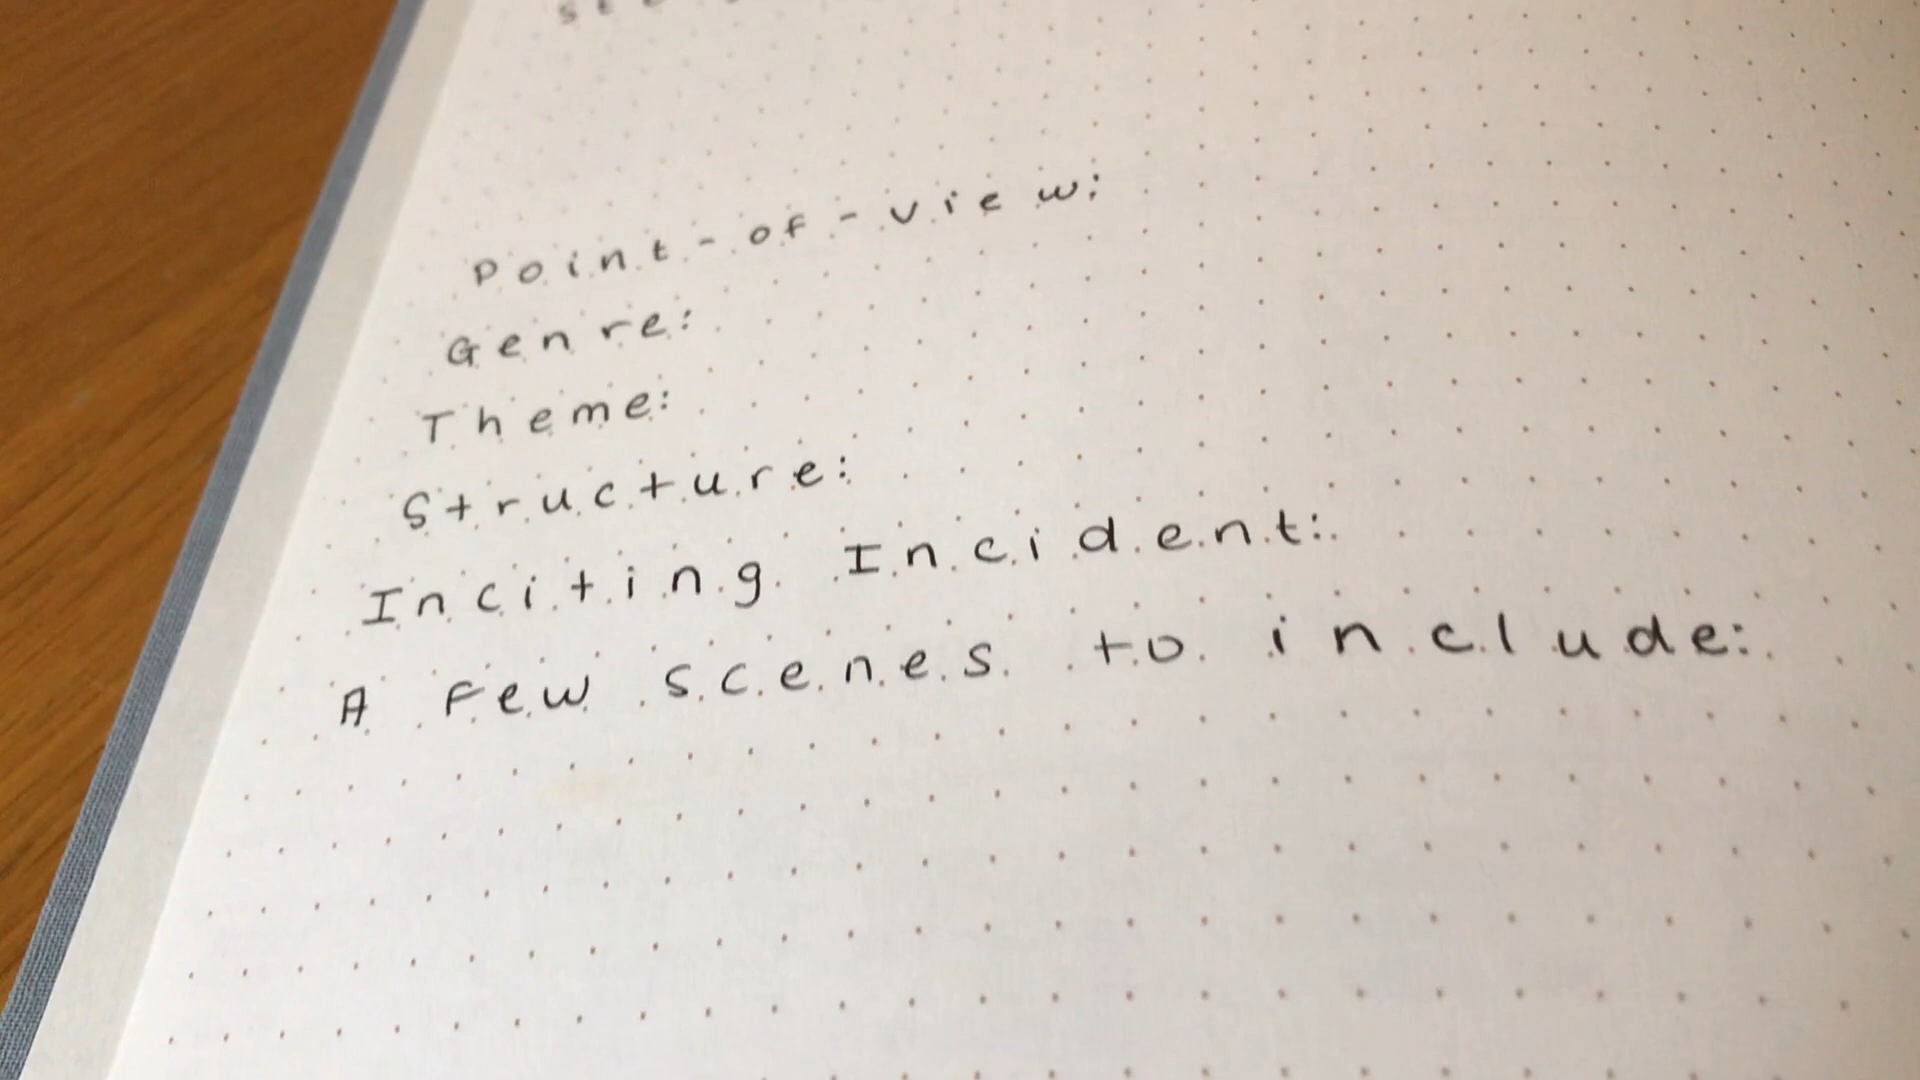 Point-of-view:
Genre:
Theme:
Structure:
Inciting Incident:
A Few scenes to include: